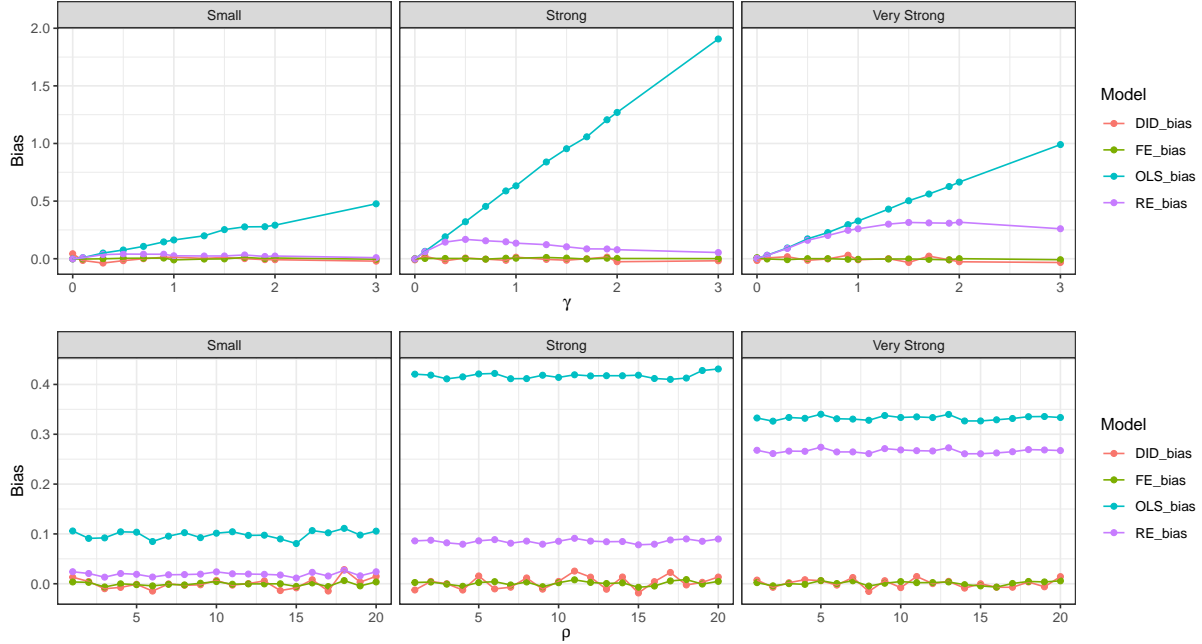 Small Strong Very Strong
2.0
1.5
1.0
0.5
0.0
Bias
0 1 2 3 0 1 2 3 0 1 2 3
γ
Model
DID_bias
FE_bias
OLS_bias
RE_bias
Small Strong Very Strong
0.4
0.3
0.2
0.1
0.0
Bias
5 10 15 20 5 10 15 20 5 10 15 20
ρ
Model
DID_bias
FE_bias
OLS_bias
RE_bias